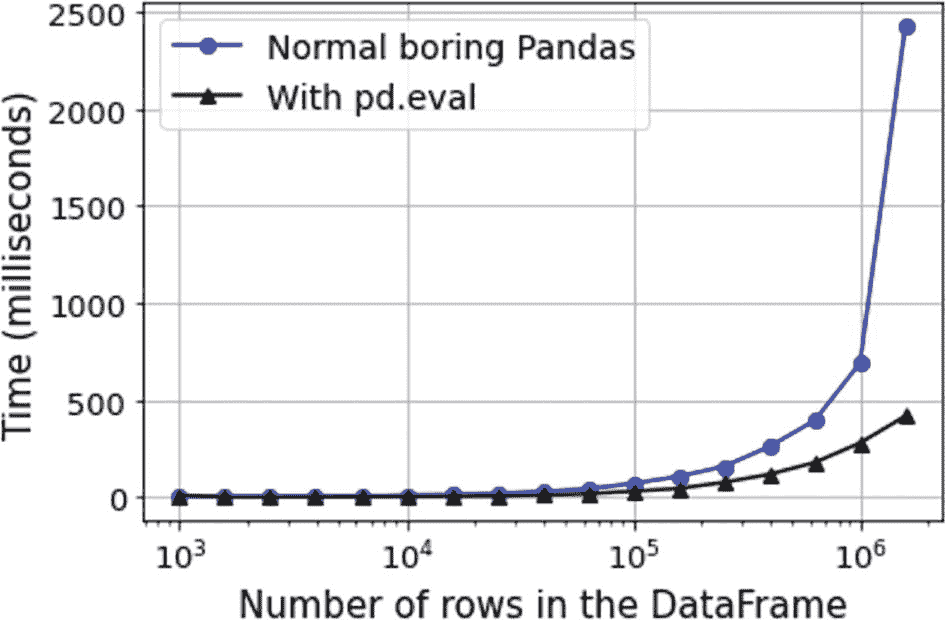 Normal boring Pandas
With pd.eval
Time (milliseconds)
2500
2000
1500
1000
500
0
10³ 10⁴ 10⁵ 10⁶
Number of rows in the DataFrame